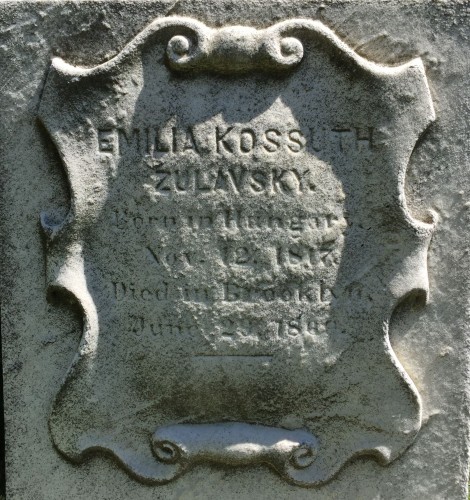 EMILIA KOSSUTH
ZULAVSKY.
Born in Hungary,
Nov. 12. 1817.
Died in Brooklyn,
June 29.